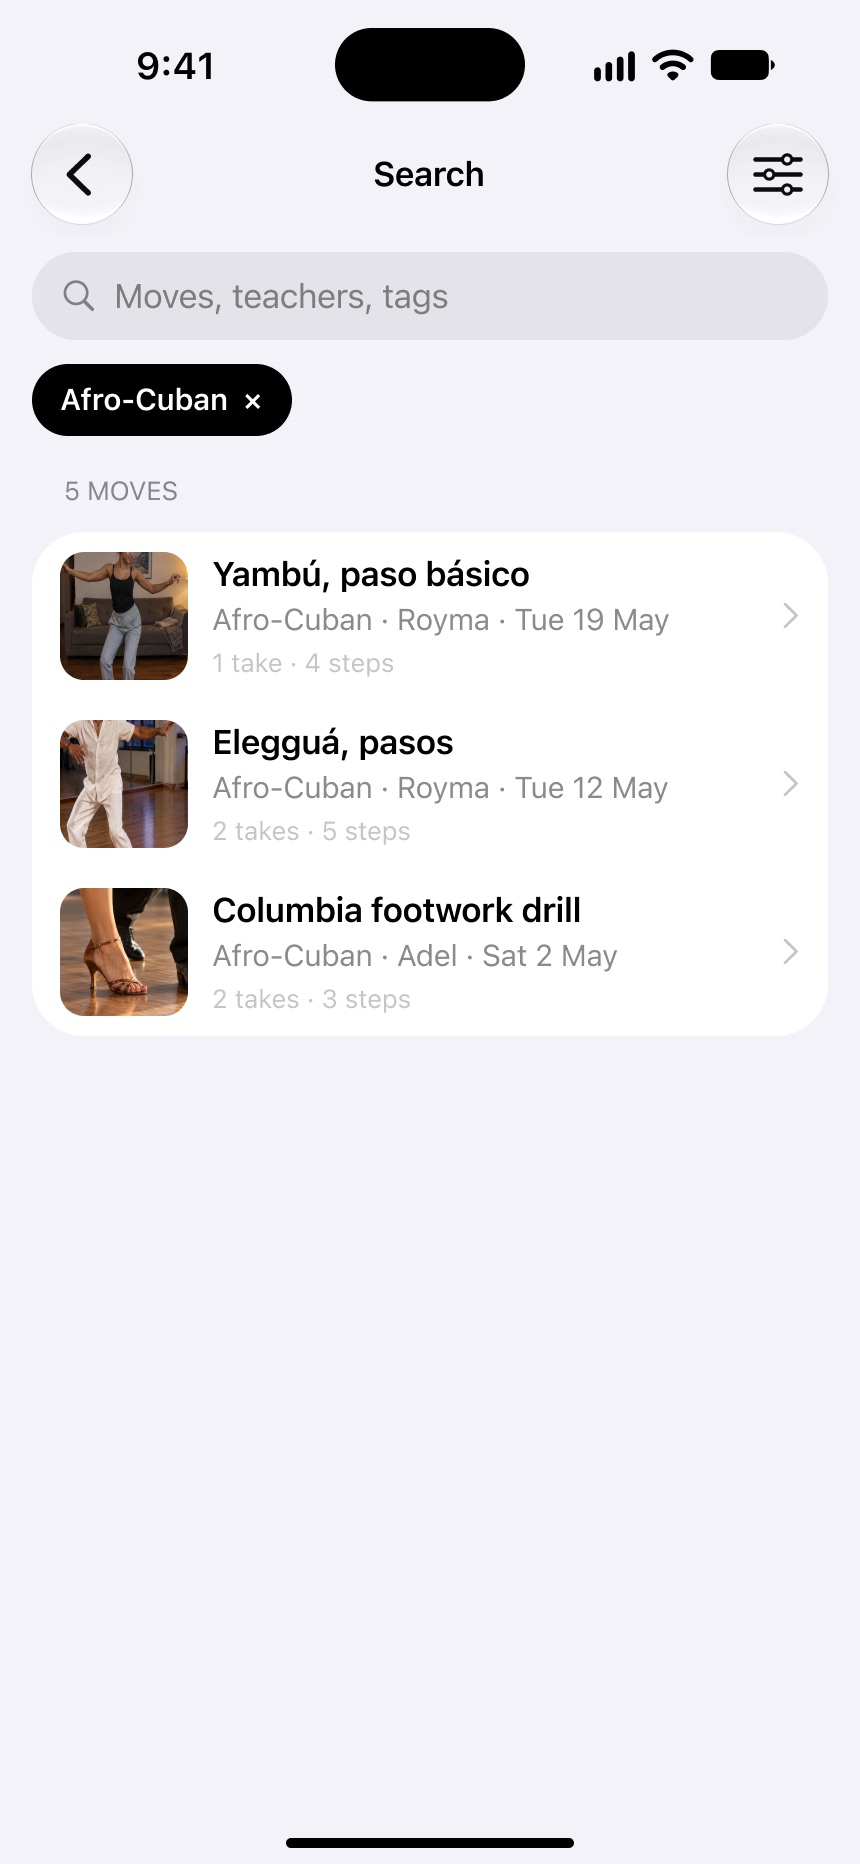 9:41
Search
Moves, teachers, tags
Afro-Cuban ×
5 MOVES
Yambú, paso básico
Afro-Cuban · Royma · Tue 19 May
1 take · 4 steps
Elegguá, pasos
Afro-Cuban · Royma · Tue 12 May
2 takes · 5 steps
Columbia footwork drill
Afro-Cuban · Adel · Sat 2 May
2 takes · 3 steps